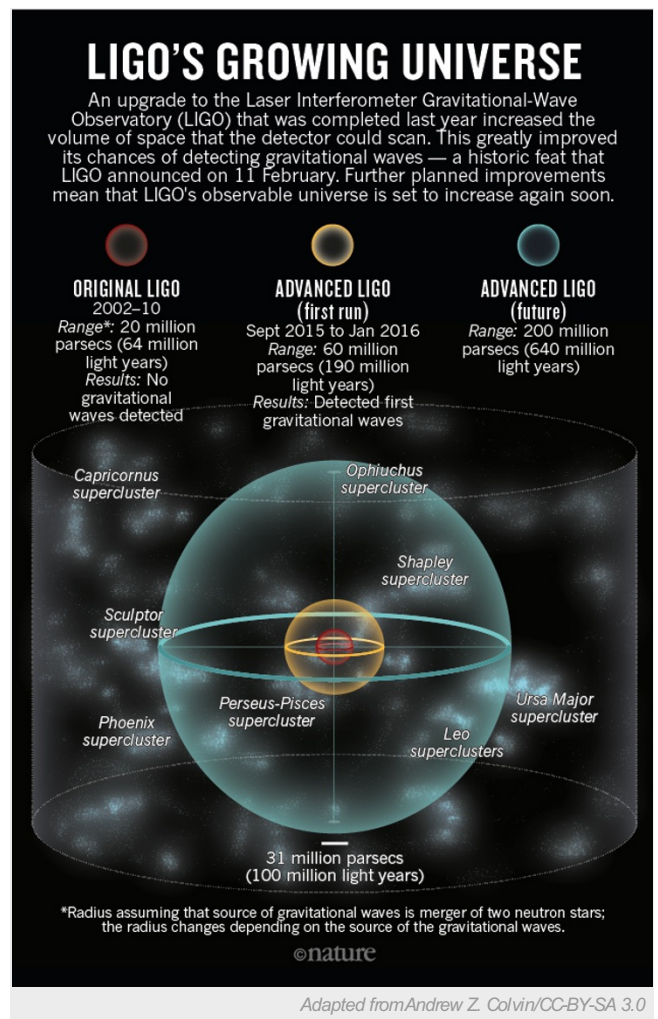 LIGO'S GROWING UNIVERSE
An upgrade to the Laser Interferometer Gravitational-Wave
Observatory (LIGO) that was completed last year increased the
volume of space that the detector could scan. This greatly improved
its chances of detecting gravitational waves — a historic feat that
LIGO announced on 11 February. Further planned improvements
mean that LIGO's observable universe is set to increase again soon.
ORIGINAL LIGO
2002–10
Range*: 20 million
parsecs (64 million
light years)
Results: No
gravitational
waves detected
ADVANCED LIGO
(first run)
Sept 2015 to Jan 2016
Range: 60 million
parsecs (190 million
light years)
Results: Detected first
gravitational waves
ADVANCED LIGO
(future)
Range: 200 million
parsecs (640 million
light years)
Capricornus
supercluster
Ophiuchus
supercluster
Shapley
supercluster
Sculptor
supercluster
Perseus-Pisces
supercluster
Ursa Major
supercluster
Phoenix
supercluster
Leo
superclusters
31 million parsecs
(100 million light years)
*Radius assuming that source of gravitational waves is merger of two neutron stars;
the radius changes depending on the source of the gravitational waves.
©nature
Adapted fromAndrew Z. Colvin/CC-BY-SA 3.0